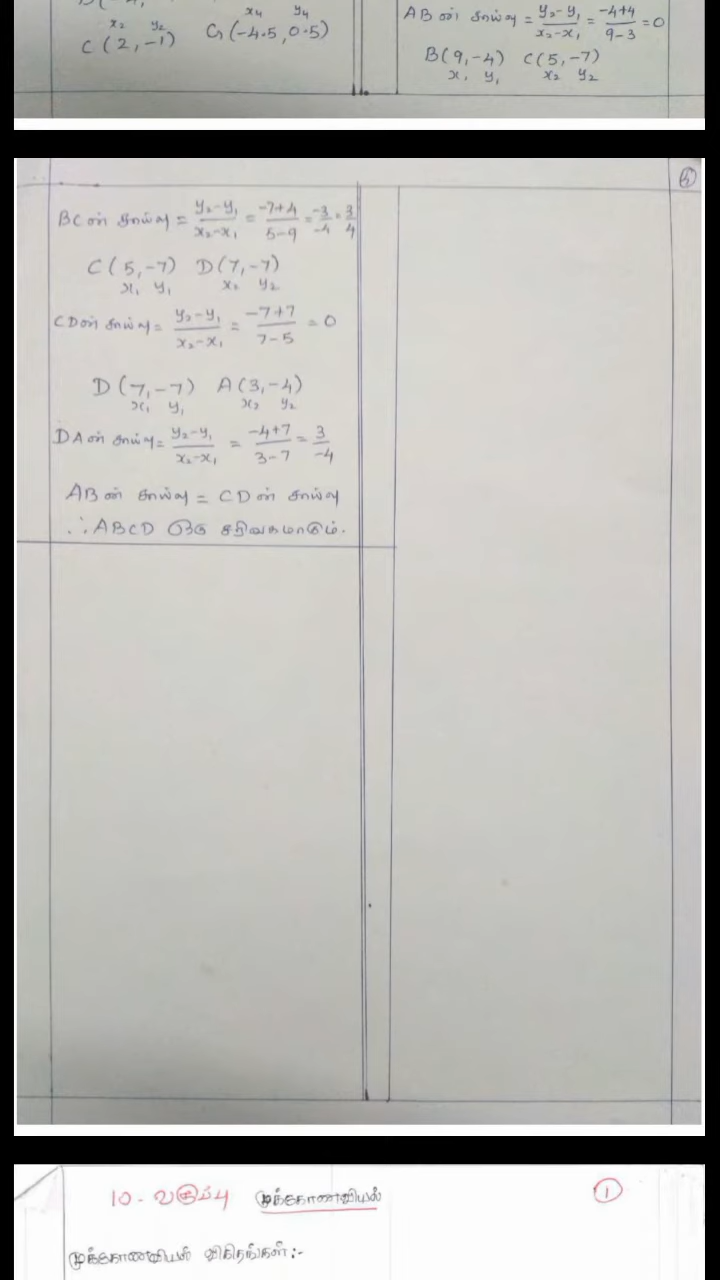 x₂ y₂ x₄ y₄
C (2, -1) G (-4.5, 0.5)
AB ன் சாய்வு = y₂-y₁/x₂-x₁ = -4+4/9-3 = 0
B(9, -4) C(5, -7)
x₁ y₁ x₂ y₂
5
BC ன் சாய்வு = y₂-y₁/x₂-x₁ = -7+4/5-9 = -3/-4 = 3/4
C (5, -7) D (7, -7)
x₁ y₁ x₂ y₂
CD ன் சாய்வு = y₂-y₁/x₂-x₁ = -7+7/7-5 = 0
D (7, -7) A (3, -4)
x₁ y₁ x₂ y₂
DA ன் சாய்வு = y₂-y₁/x₂-x₁ = -4+7/3-7 = 3/-4
AB ன் சாய்வு = CD ன் சாய்வு
∴ ABCD ஒரு சரிவகமாகும்.
10 - வகுப்பு முக்கோணவியல் 1
முக்கோணவியல் விகிதங்கள் :-